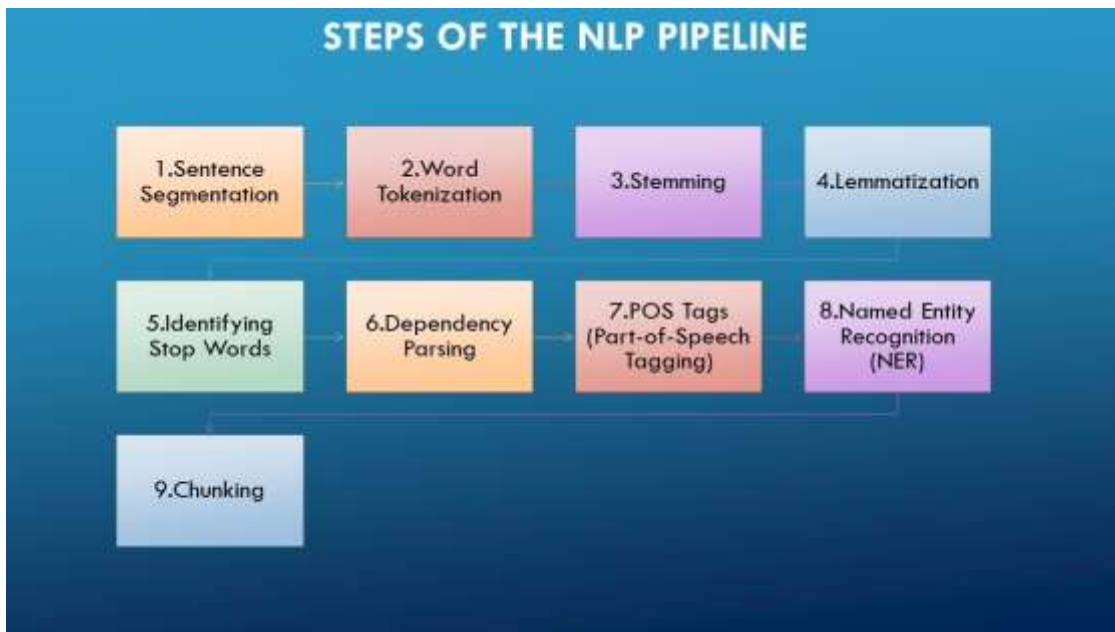 STEPS OF THE NLP PIPELINE
1.Sentence
Segmentation
2.Word
Tokenization
3.Stemming
4.Lemmatization
5.Identifying
Stop Words
6.Dependency
Parsing
7.POS Tags
(Part-of-Speech
Tagging)
8.Named Entity
Recognition
(NER)
9.Chunking